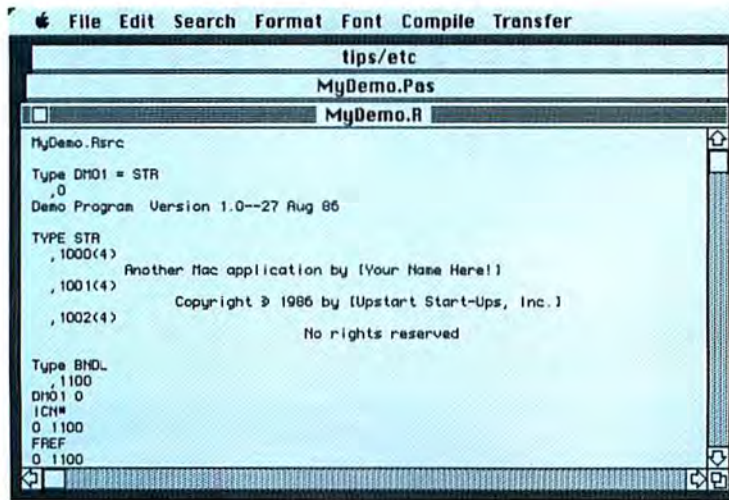 File Edit Search Format Font Compile Transfer
tips/etc
MyDemo.Pas
MyDemo.R
MyDemo.Rsrc
Type DMO1 = STR
,0
Demo Program Version 1.0--27 Aug 86
TYPE STR
,1000(4)
Another Mac application by [Your Name Here!]
,1001(4)
Copyright 1986 by [Upstart Start-Ups, Inc.]
,1002(4)
No rights reserved
Type BNDL
,1100
DMO1 0
ICN#
0 1100
FREF
0 1100